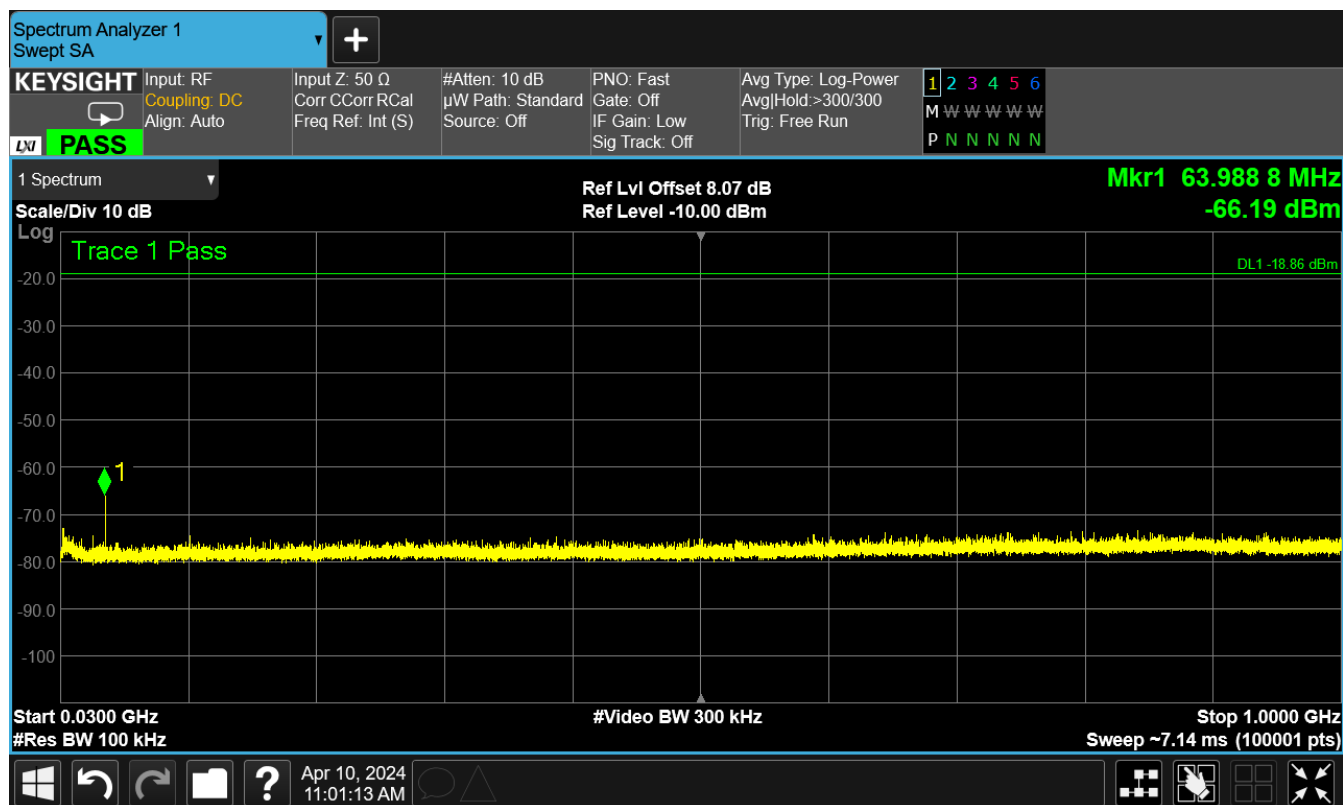 Spectrum Analyzer 1
Swept SA
KEYSIGHT
LXI PASS
Input: RF
Coupling: DC
Align: Auto
Input Z: 50 Ω
Corr CCorr RCal
Freq Ref: Int (S)
#Atten: 10 dB
µW Path: Standard
Source: Off
PNO: Fast
Gate: Off
IF Gain: Low
Sig Track: Off
Avg Type: Log-Power
Avg|Hold:>300/300
Trig: Free Run
1 2 3 4 5 6
M W W W W W
P N N N N N
1 Spectrum
Scale/Div 10 dB
Log
Ref Lvl Offset 8.07 dB
Ref Level -10.00 dBm
Mkr1 63.988 8 MHz
-66.19 dBm
Trace 1 Pass
DL1 -18.86 dBm
-20.0
-30.0
-40.0
-50.0
-60.0
1
-70.0
-80.0
-90.0
-100
Start 0.0300 GHz
#Res BW 100 kHz
#Video BW 300 kHz
Stop 1.0000 GHz
Sweep ~7.14 ms (100001 pts)
?
Apr 10, 2024
11:01:13 AM